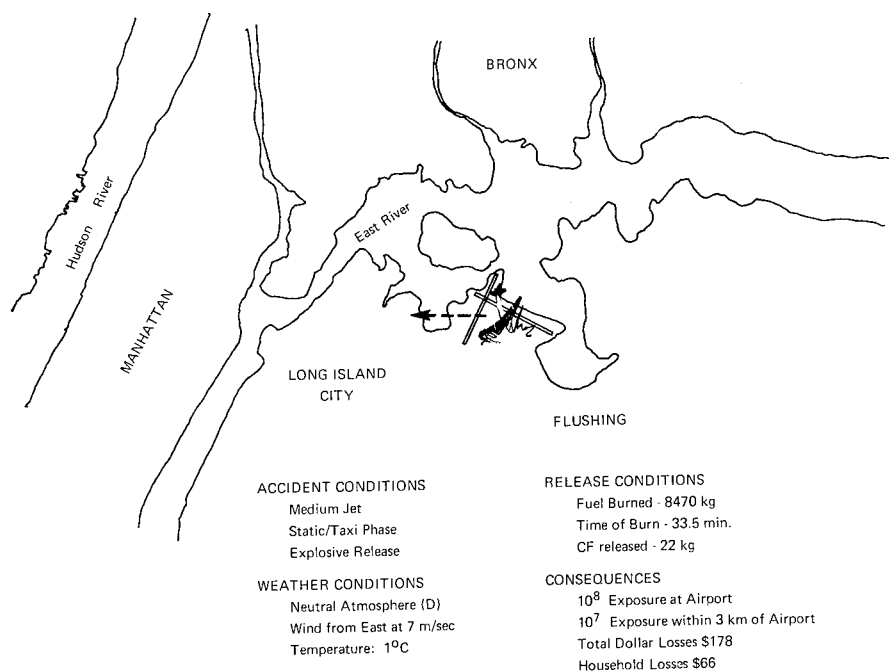 BRONX
Hudson River
East River
MANHATTAN
LONG ISLAND
CITY
FLUSHING
ACCIDENT CONDITIONS
Medium Jet
Static/Taxi Phase
Explosive Release
WEATHER CONDITIONS
Neutral Atmosphere (D)
Wind from East at 7 m/sec
Temperature: 1°C
RELEASE CONDITIONS
Fuel Burned - 8470 kg
Time of Burn - 33.5 min.
CF released - 22 kg
CONSEQUENCES
10⁸ Exposure at Airport
10⁷ Exposure within 3 km of Airport
Total Dollar Losses $178
Household Losses $66